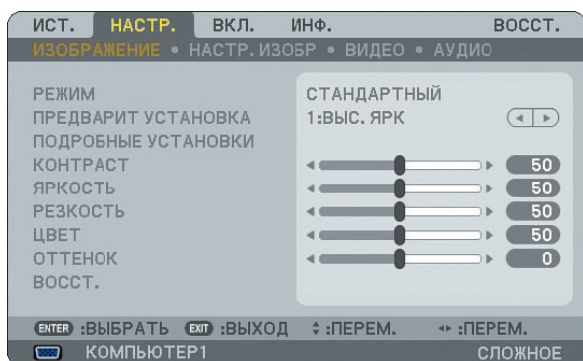 ИСТ. НАСТР. ВКЛ. ИНФ. ВОССТ.
ИЗОБРАЖЕНИЕ • НАСТР. ИЗОБР • ВИДЕО • АУДИО
РЕЖИМ СТАНДАРТНЫЙ
ПРЕДВАРИТ УСТАНОВКА 1:ВЫС. ЯРК
ПОДРОБНЫЕ УСТАНОВКИ
КОНТРАСТ 50
ЯРКОСТЬ 50
РЕЗКОСТЬ 50
ЦВЕТ 50
ОТТЕНОК 0
ВОССТ.
ENTER :ВЫБРАТЬ EXIT :ВЫХОД :ПЕРЕМ. :ПЕРЕМ.
КОМПЬЮТЕР1 СЛОЖНОЕ